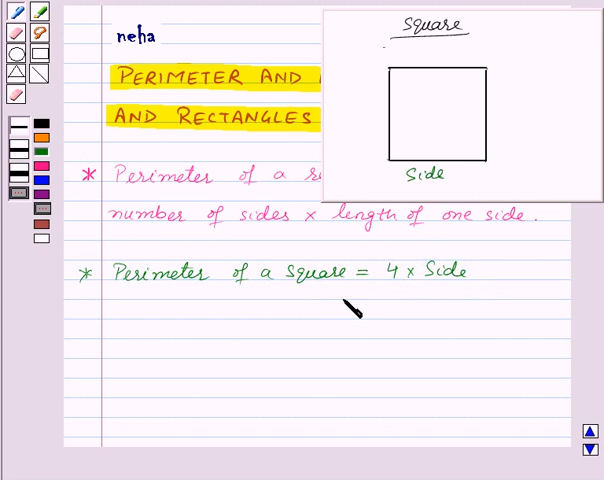 neha
PERIMETER AND
AND RECTANGLES
* Perimeter of a
number of sides × length of one side.
* Perimeter of a square = 4 × Side
Square
Side